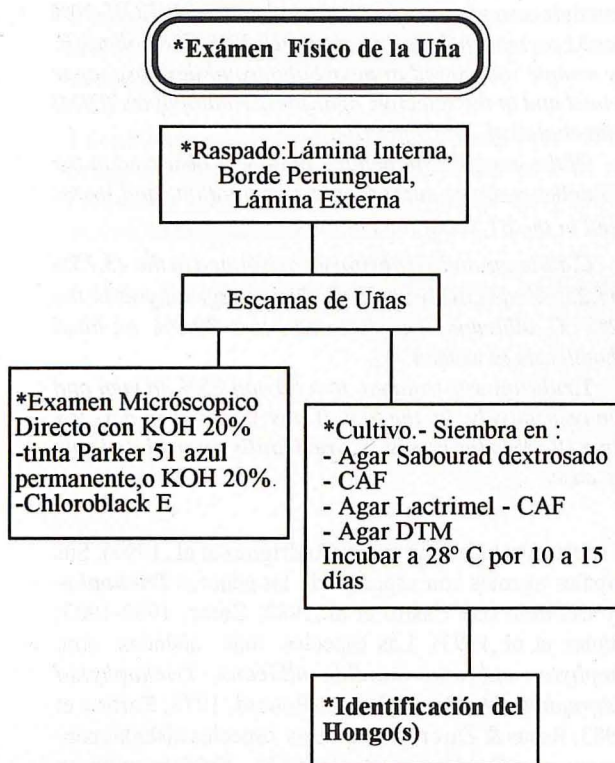 *Exámen Físico de la Uña
*Raspado:Lámina Interna,
Borde Periungueal,
Lámina Externa
Escamas de Uñas
*Examen Micróscopico
Directo con KOH 20%
-tinta Parker 51 azul
permanente,o KOH 20%.
-Chloroblack E
*Cultivo.- Siembra en
- Agar Sabourad dextrosado
- CAF
- Agar Lactrimel - CAF
- Agar DTM
Incubar a 28º C por 10 a 15
días
*Identificación del
Hongo(s)